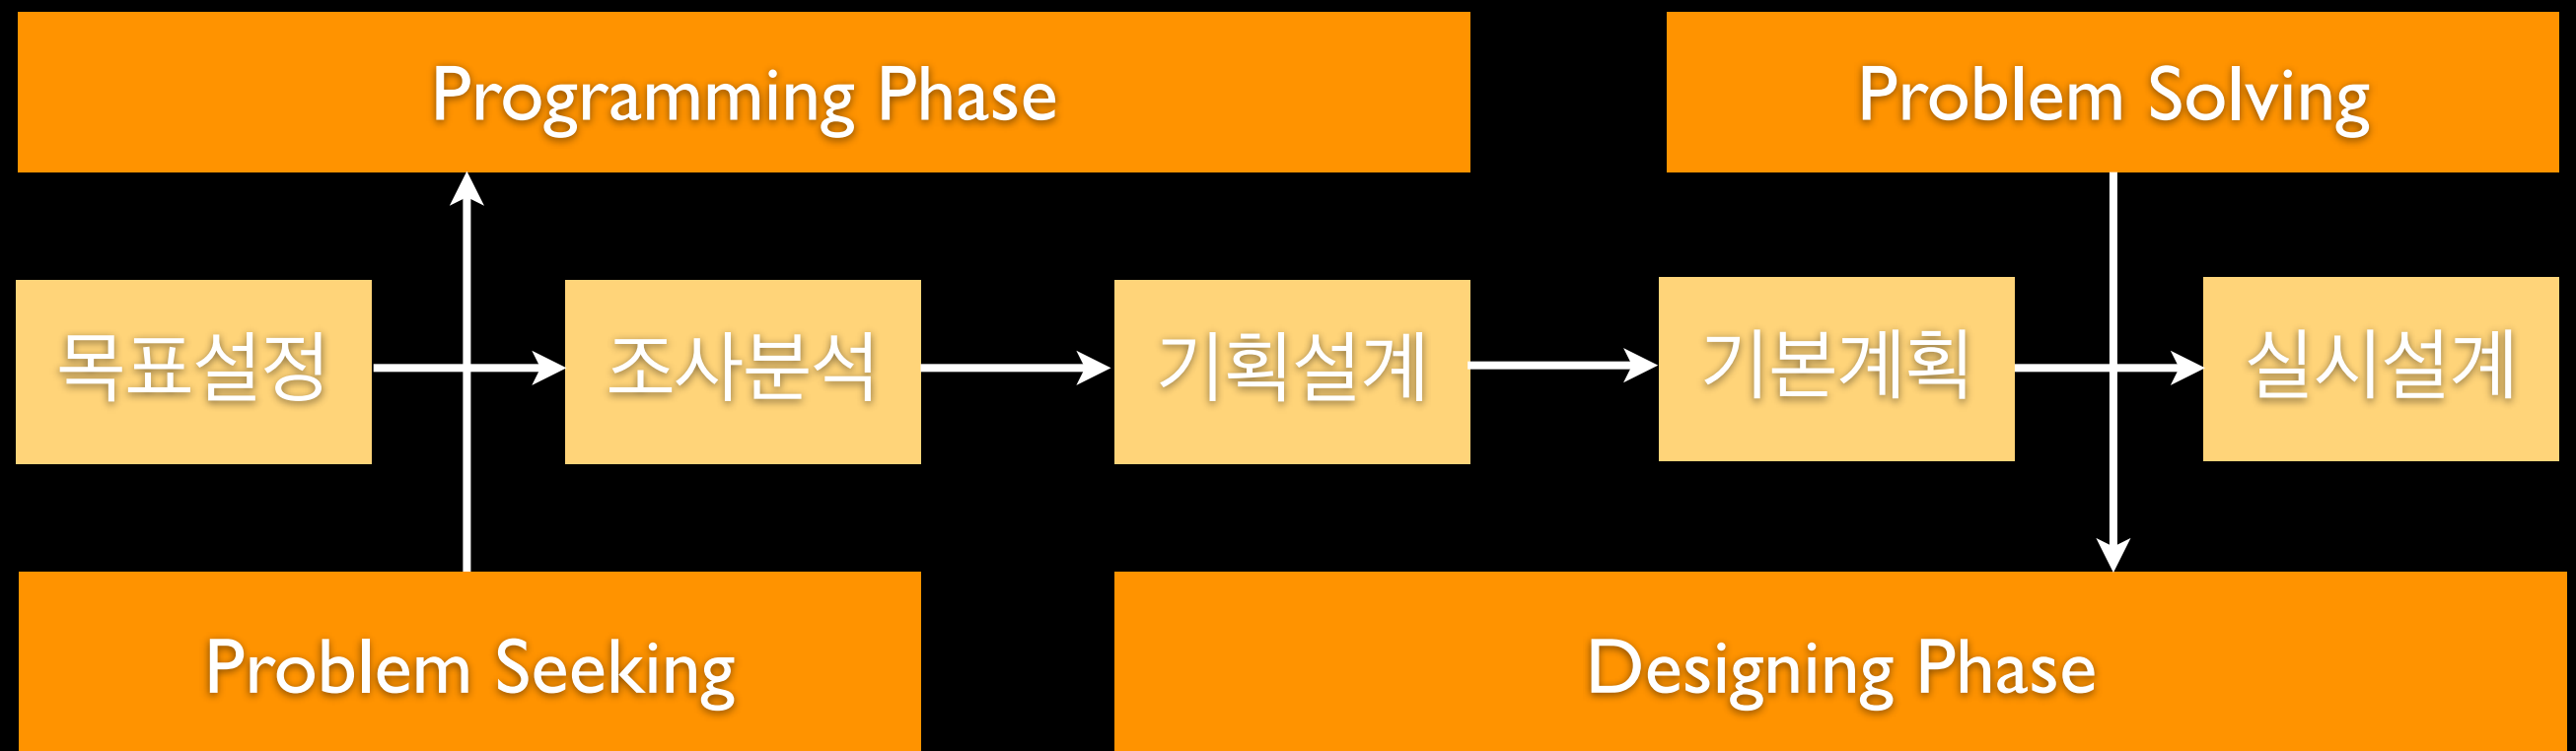 Programming Phase
Problem Solving
목표설정
조사분석
기획설계
기본계획
실시설계
Problem Seeking
Designing Phase